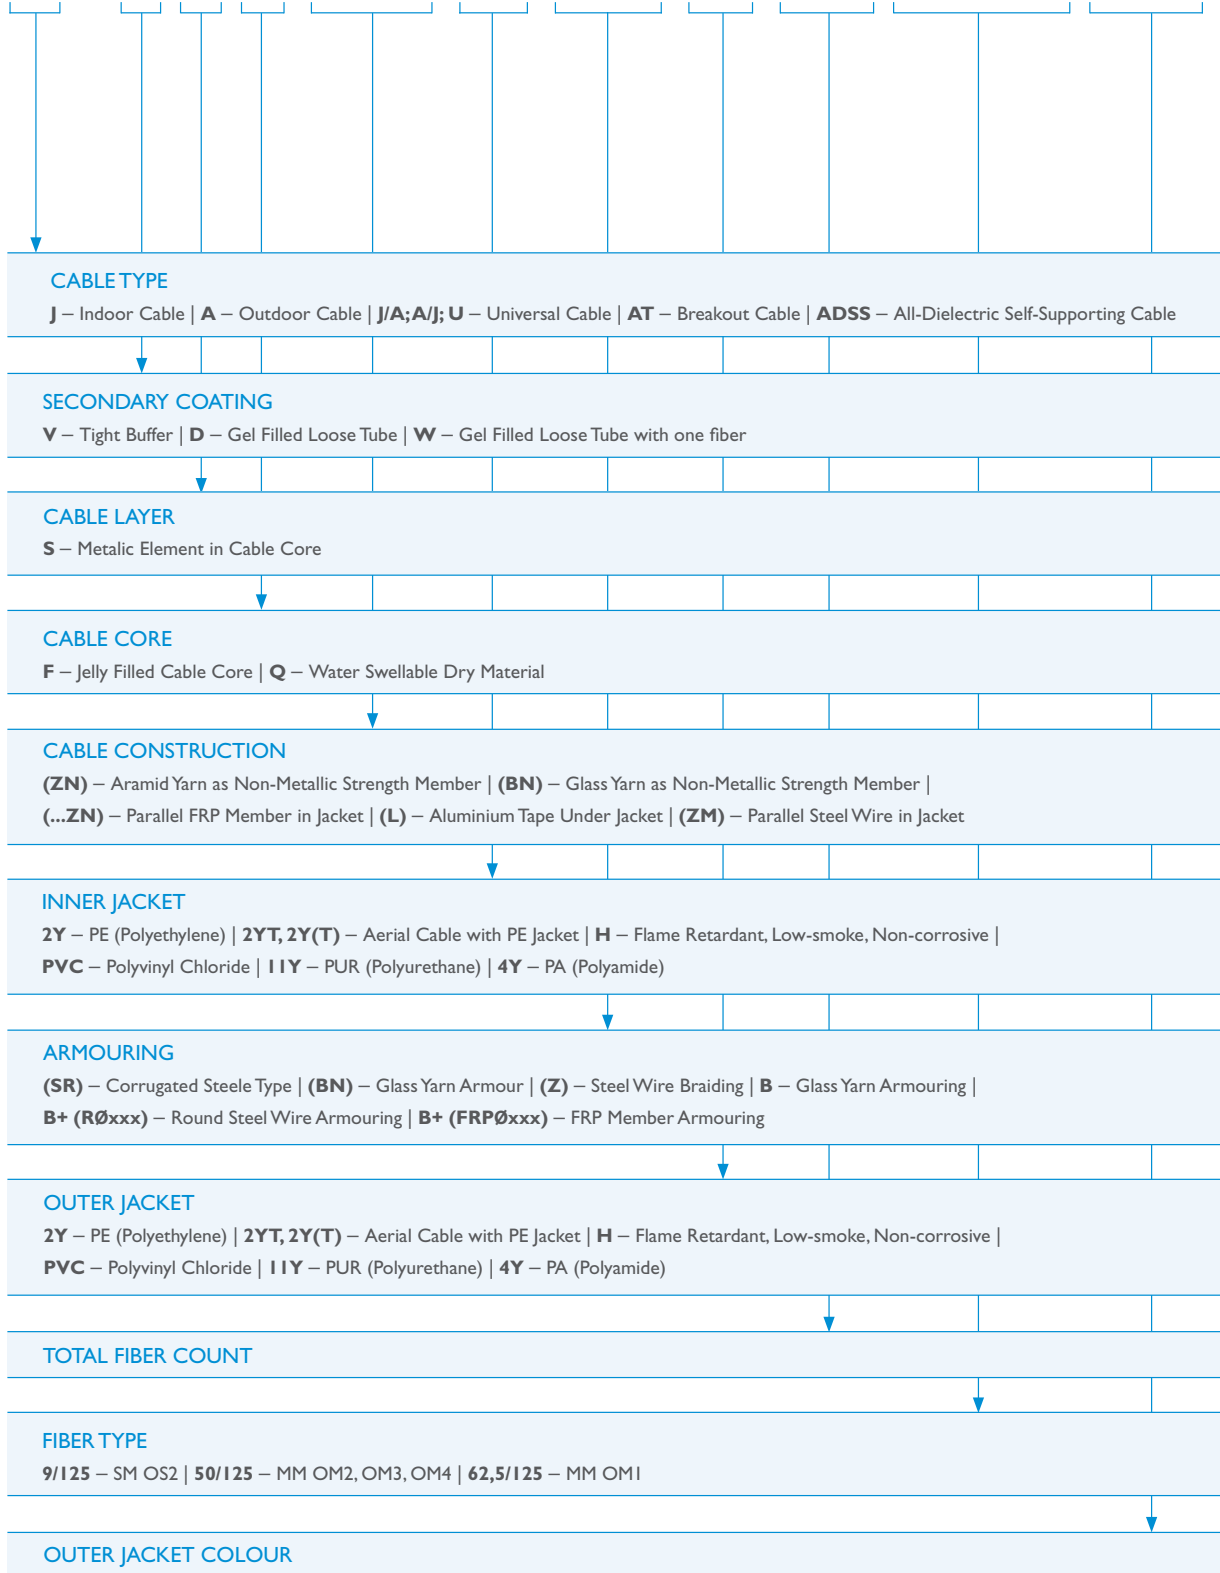 CABLE TYPE
J – Indoor Cable | A – Outdoor Cable | J/A; A/J; U – Universal Cable | AT – Breakout Cable | ADSS – All-Dielectric Self-Supporting Cable
SECONDARY COATING
V – Tight Buffer | D – Gel Filled Loose Tube | W – Gel Filled Loose Tube with one fiber
CABLE LAYER
S – Metalic Element in Cable Core
CABLE CORE
F – Jelly Filled Cable Core | Q – Water Swellable Dry Material
CABLE CONSTRUCTION
(ZN) – Aramid Yarn as Non-Metallic Strength Member | (BN) – Glass Yarn as Non-Metallic Strength Member |
(...ZN) – Parallel FRP Member in Jacket | (L) – Aluminium Tape Under Jacket | (ZM) – Parallel Steel Wire in Jacket
INNER JACKET
2Y – PE (Polyethylene) | 2YT, 2Y(T) – Aerial Cable with PE Jacket | H – Flame Retardant, Low-smoke, Non-corrosive |
PVC – Polyvinyl Chloride | 11Y – PUR (Polyurethane) | 4Y – PA (Polyamide)
ARMOURING
(SR) – Corrugated Steele Type | (BN) – Glass Yarn Armour | (Z) – Steel Wire Braiding | B – Glass Yarn Armouring |
B+ (RØxxx) – Round Steel Wire Armouring | B+ (FRPØxxx) – FRP Member Armouring
OUTER JACKET
2Y – PE (Polyethylene) | 2YT, 2Y(T) – Aerial Cable with PE Jacket | H – Flame Retardant, Low-smoke, Non-corrosive |
PVC – Polyvinyl Chloride | 11Y – PUR (Polyurethane) | 4Y – PA (Polyamide)
TOTAL FIBER COUNT
FIBER TYPE
9/125 – SM OS2 | 50/125 – MM OM2, OM3, OM4 | 62,5/125 – MM OM1
OUTER JACKET COLOUR